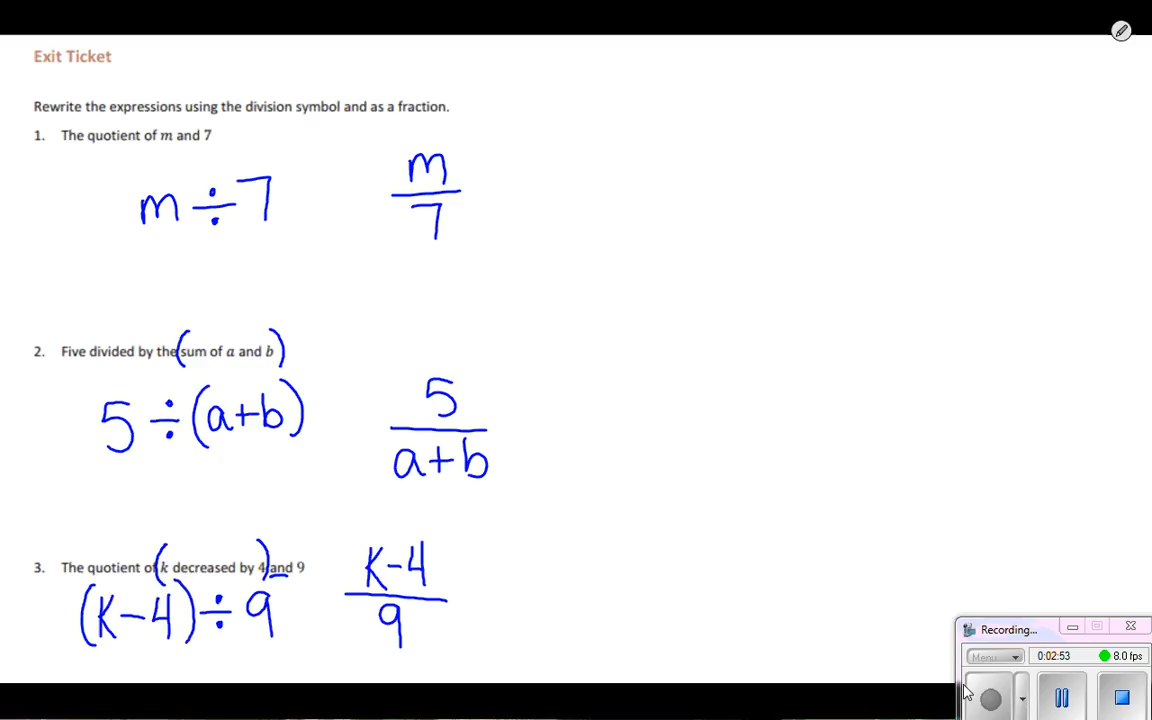 Exit Ticket
Rewrite the expressions using the division symbol and as a fraction.
1. The quotient of m and 7
m ÷ 7
m
7
2. Five divided by the (sum of a and b)
5 ÷ (a+b)
5
a+b
3. The quotient of (k decreased by 4) and 9
(K-4) ÷ 9
K-4
9
Recording...
Menu 0:02:53 8.0 fps